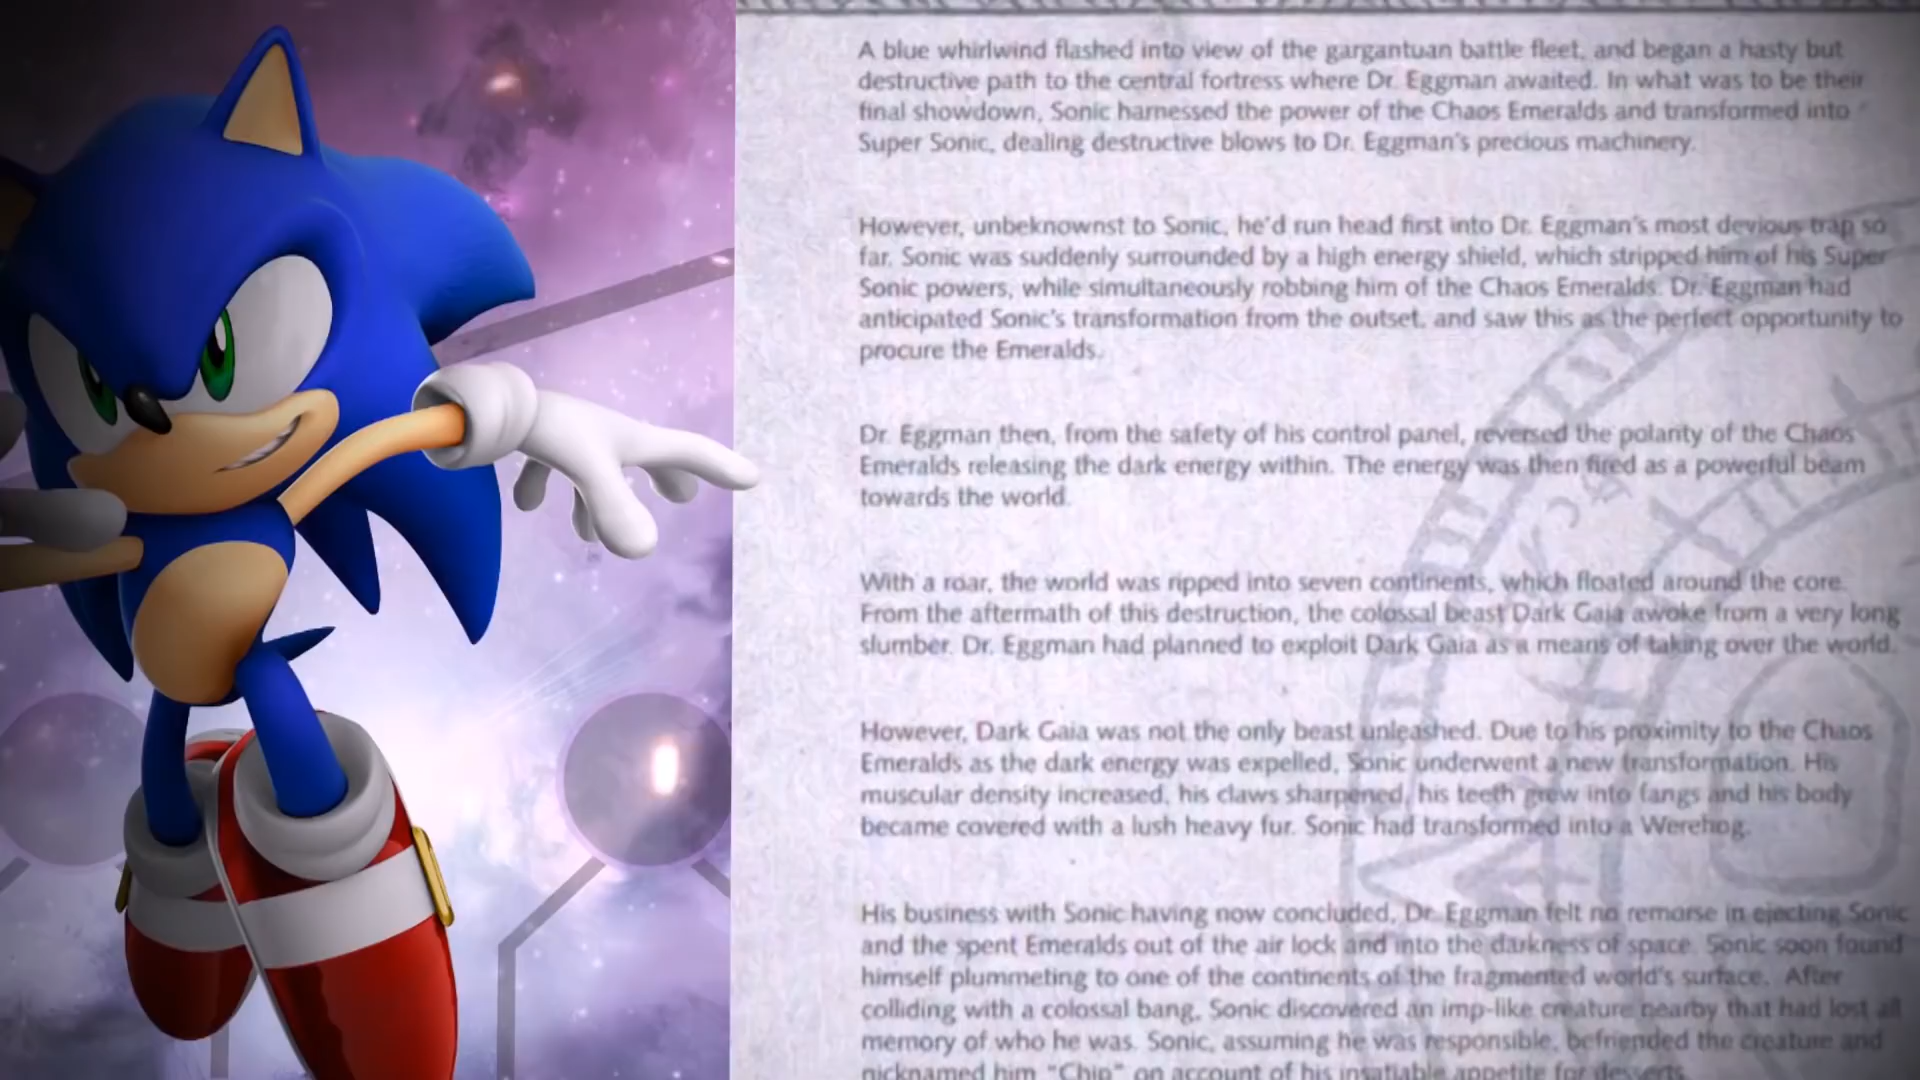 A blue whirlwind flashed into view of the gargantuan battle fleet, and began a hasty but
destructive path to the central fortress where Dr. Eggman awaited. In what was to be their
final showdown, Sonic harnessed the power of the Chaos Emeralds and transformed into
Super Sonic, dealing destructive blows to Dr. Eggman's precious machinery.
However, unbeknownst to Sonic, he'd run head first into Dr. Eggman's most devious trap so
far. Sonic was suddenly surrounded by a high energy shield, which stripped him of his Super
Sonic powers, while simultaneously robbing him of the Chaos Emeralds. Dr. Eggman had
anticipated Sonic's transformation from the outset, and saw this as the perfect opportunity to
procure the Emeralds.
Dr. Eggman then, from the safety of his control panel, reversed the polarity of the Chaos
Emeralds releasing the dark energy within. The energy was then fired as a powerful beam
towards the world.
With a roar, the world was ripped into seven continents, which floated around the core.
From the aftermath of this destruction, the colossal beast Dark Gaia awoke from a very long
slumber. Dr. Eggman had planned to exploit Dark Gaia as a means of taking over the world.
However, Dark Gaia was not the only beast unleashed. Due to his proximity to the Chaos
Emeralds as the dark energy was expelled, Sonic underwent a new transformation. His
muscular density increased, his claws sharpened, his teeth grew into fangs and his body
became covered with a lush heavy fur. Sonic had transformed into a Werehog.
His business with Sonic having now concluded, Dr. Eggman felt no remorse in ejecting Sonic
and the spent Emeralds out of the air lock and into the darkness of space. Sonic soon found
himself plummeting to one of the continents of the fragmented world's surface. After
colliding with a colossal bang, Sonic discovered an imp-like creature nearby that had lost all
memory of who he was. Sonic, assuming he was responsible, befriended the creature and
nicknamed him "Chip" on account of his insatiable appetite for desserts.